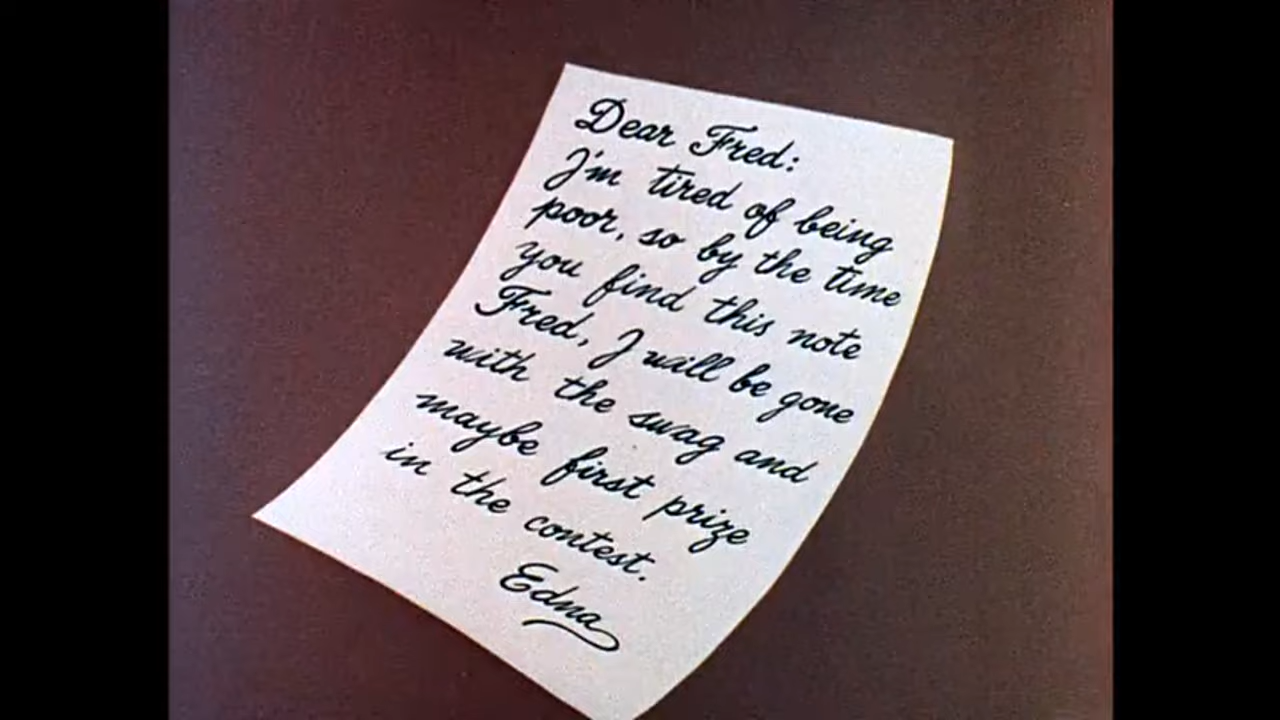 Dear Fred:
I'm tired of being
poor, so by the time
you find this note
Fred, I will be gone
with the swag and
maybe first prize
in the contest.
Edna